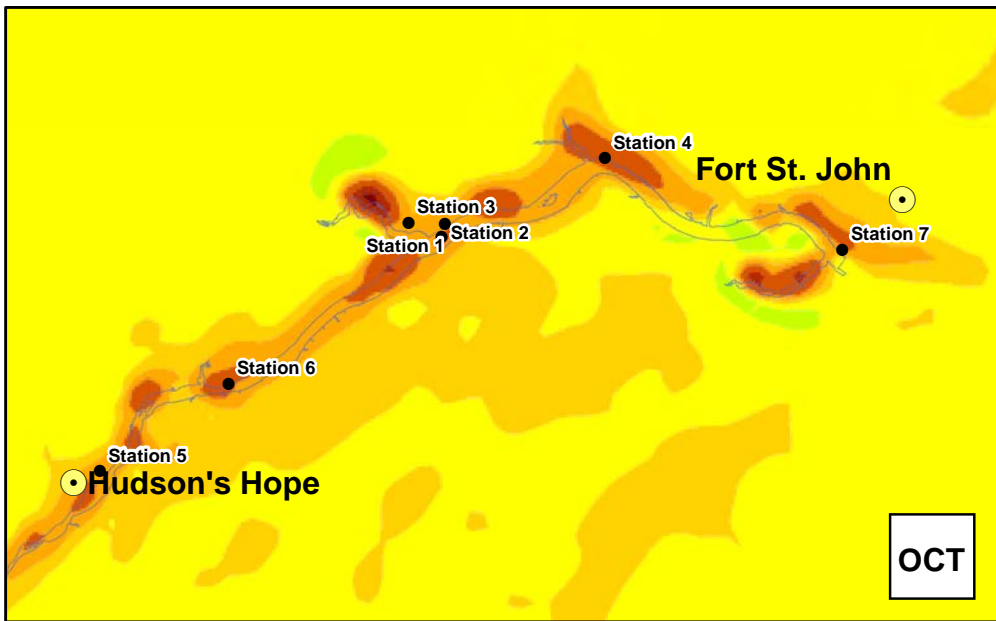 Station 4
Fort St. John
Station 3
Station 1
Station 2
Station 7
Station 6
Station 5
Hudson's Hope
OCT